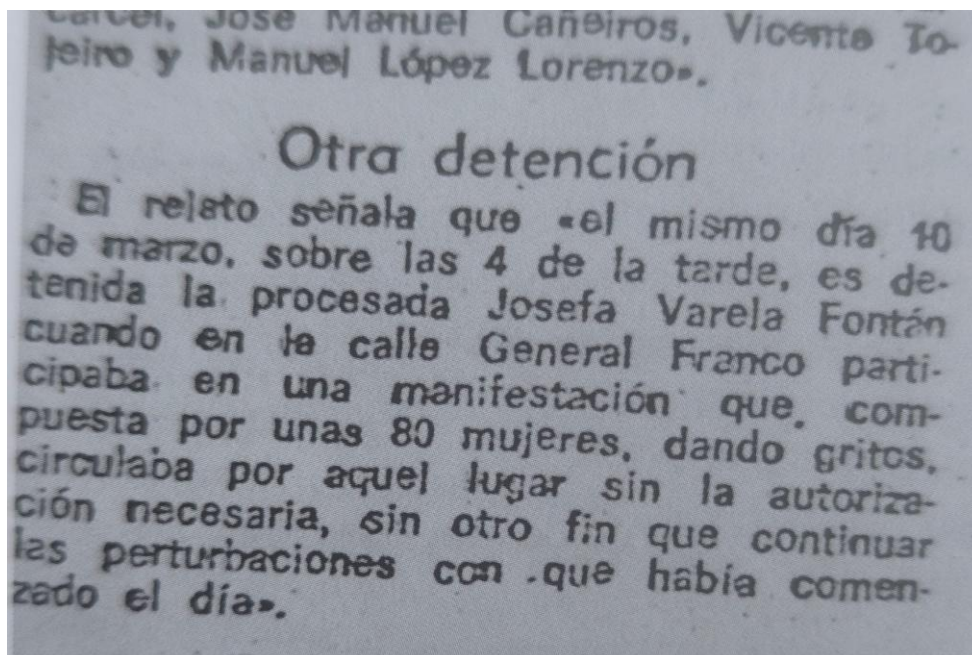 cárcel, José Manuel Cañeiros, Vicente To-
jeiro y Manuel López Lorenzo».
Otra detención
El relato señala que «el mismo día 10
de marzo, sobre las 4 de la tarde, es de-
tenida la procesada Josefa Varela Fontán
cuando en la calle General Franco parti-
cipaba en una manifestación que, com-
puesta por unas 80 mujeres, dando gritos,
circulaba por aquel lugar sin la autoriza-
ción necesaria, sin otro fin que continuar
las perturbaciones con que había comen-
zado el día».